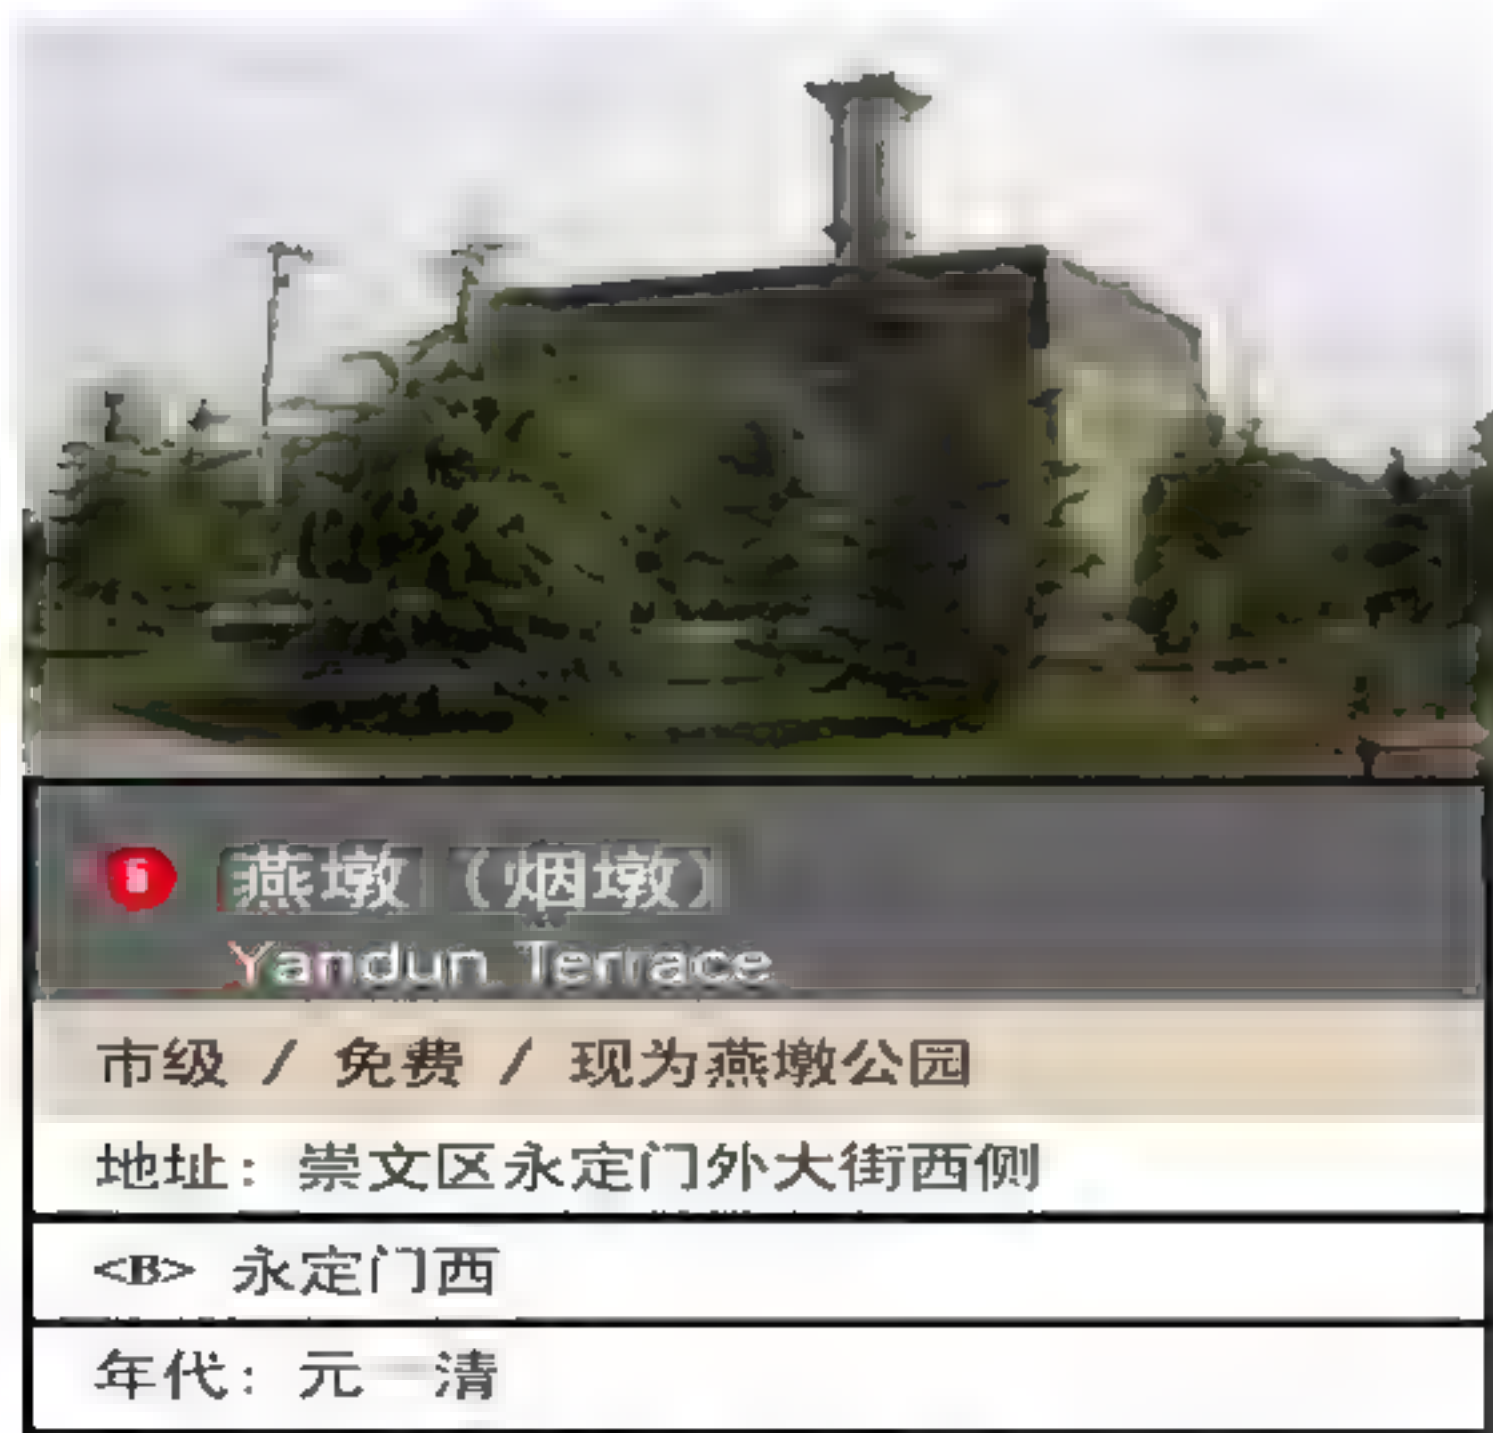 6 燕墩（烟墩）
Yandun Terrace
市级 / 免费 / 现为燕墩公园
地址：崇文区永定门外大街西侧
<B> 永定门西
年代：元一清